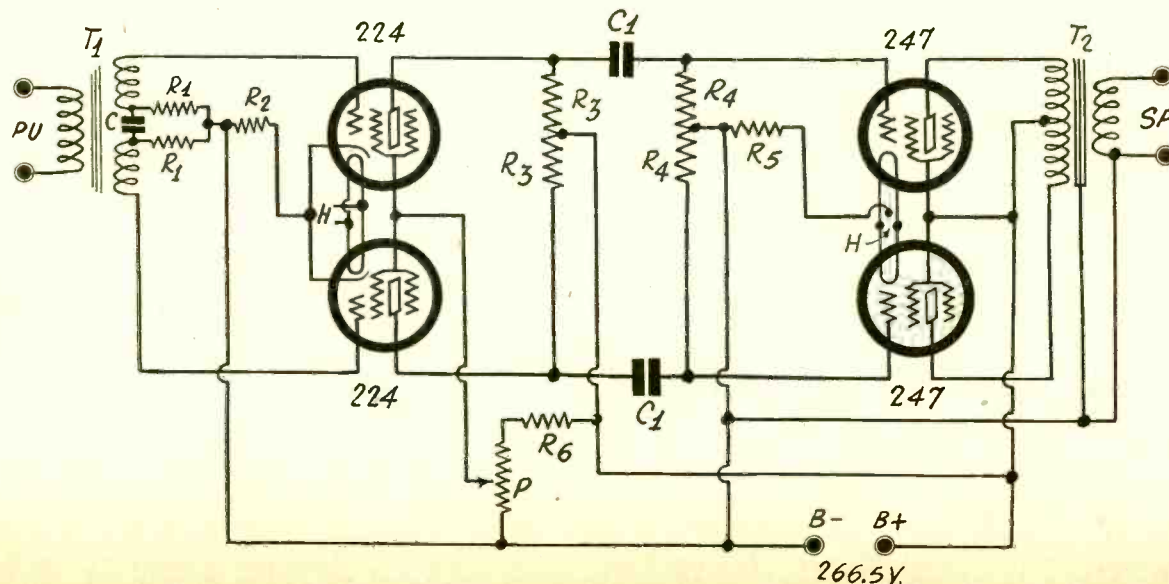 T1
224
C1
247
T2
PU
C
R1
R1
R2
H
R3
R3
R4
R4
R5
H
SP
224
C1
247
R6
P
B- B+
266.5V.